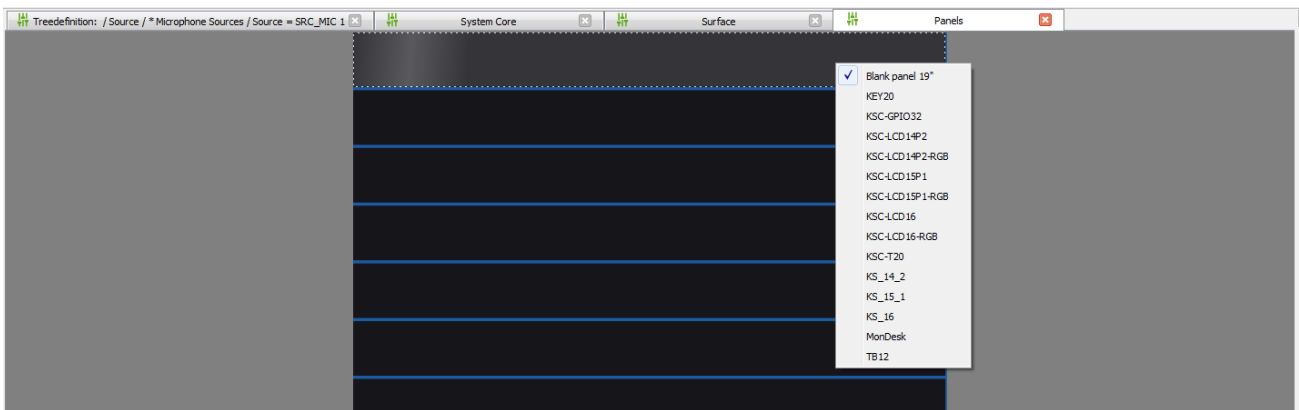 Treedefinition: / Source / * Microphone Sources / Source = SRC_MIC 1
System Core
Surface
Panels
Blank panel 19"
KEY20
KSC-GPIO32
KSC-LCD14P2
KSC-LCD14P2-RGB
KSC-LCD15P1
KSC-LCD15P1-RGB
KSC-LCD16
KSC-LCD16-RGB
KSC-T20
KS_14_2
KS_15_1
KS_16
MonDesk
TB12